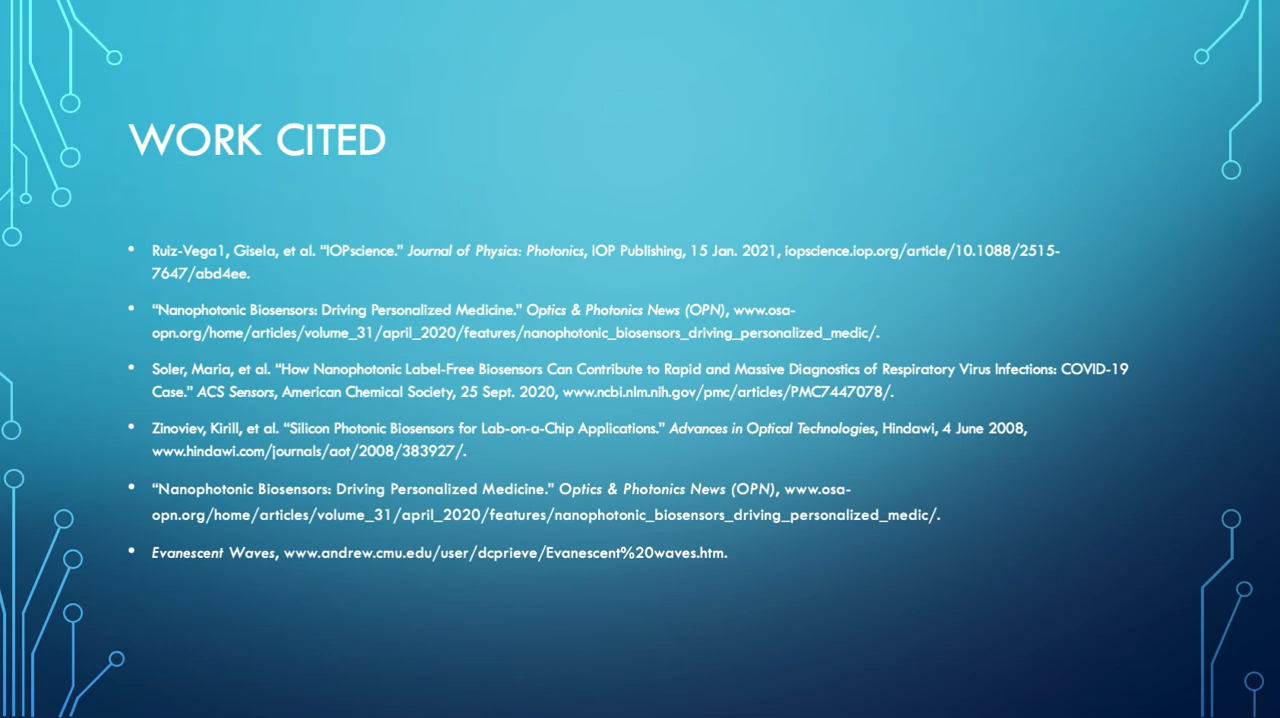 WORK CITED
• Ruiz-Vega1, Gisela, et al. “IOPscience.” Journal of Physics: Photonics, IOP Publishing, 15 Jan. 2021, iopscience.iop.org/article/10.1088/2515-
7647/abd4ee.
• “Nanophotonic Biosensors: Driving Personalized Medicine.” Optics & Photonics News (OPN), www.osa-
opn.org/home/articles/volume_31/april_2020/features/nanophotonic_biosensors_driving_personalized_medic/.
• Soler, Maria, et al. “How Nanophotonic Label-Free Biosensors Can Contribute to Rapid and Massive Diagnostics of Respiratory Virus Infections: COVID-19
Case.” ACS Sensors, American Chemical Society, 25 Sept. 2020, www.ncbi.nlm.nih.gov/pmc/articles/PMC7447078/.
• Zinoviev, Kirill, et al. “Silicon Photonic Biosensors for Lab-on-a-Chip Applications.” Advances in Optical Technologies, Hindawi, 4 June 2008,
www.hindawi.com/journals/aot/2008/383927/.
• “Nanophotonic Biosensors: Driving Personalized Medicine.” Optics & Photonics News (OPN), www.osa-
opn.org/home/articles/volume_31/april_2020/features/nanophotonic_biosensors_driving_personalized_medic/.
• Evanescent Waves, www.andrew.cmu.edu/user/dcprieve/Evanescent%20waves.htm.